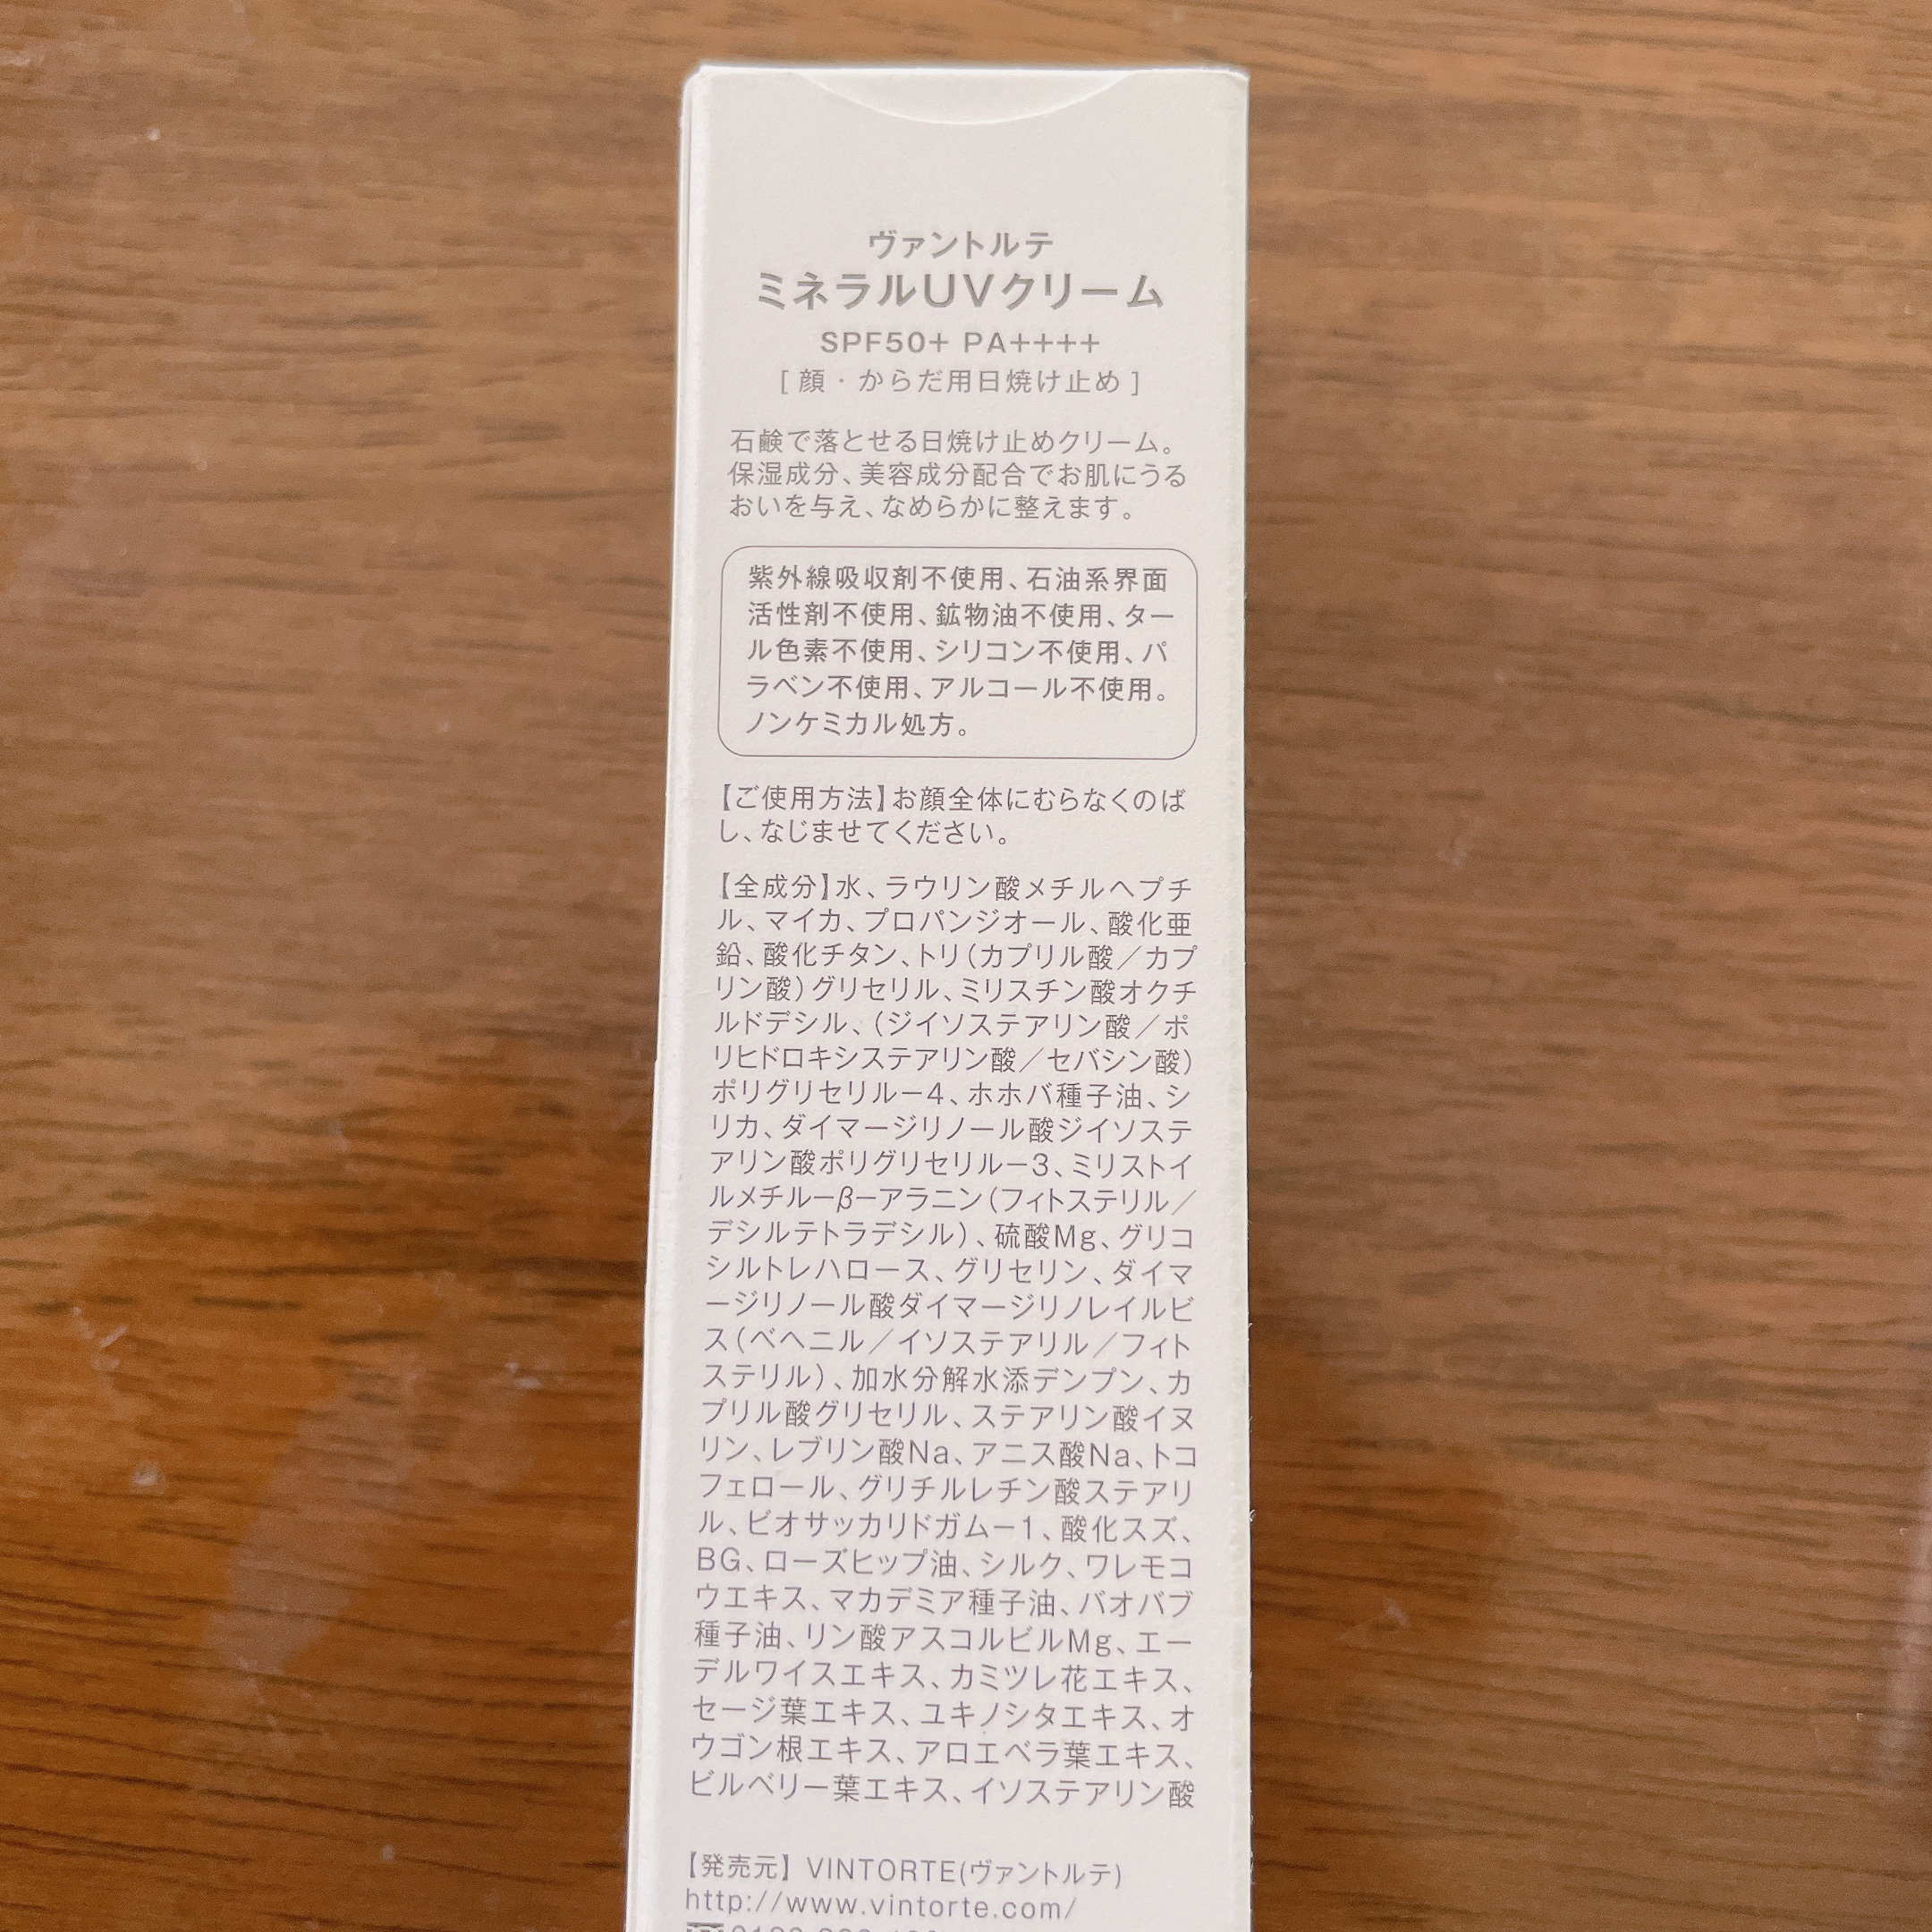 ヴァントルテ
ミネラルUVクリーム
SPF50+ PA++++
[ 顔・からだ用日焼け止め ]
石鹸で落とせる日焼け止めクリーム。
保湿成分、美容成分配合でお肌にうる
おいを与え、なめらかに整えます。
紫外線吸収剤不使用、石油系界面
活性剤不使用、鉱物油不使用、ター
ル色素不使用、シリコン不使用、パ
ラベン不使用、アルコール不使用。
ノンケミカル処方。
【ご使用方法】お顔全体にむらなくのば
し、なじませてください。
【全成分】水、ラウリン酸メチルヘプチ
ル、マイカ、プロパンジオール、酸化亜
鉛、酸化チタン、トリ(カプリル酸／カプ
リン酸)グリセリル、ミリスチン酸オクチ
ルドデシル、(ジイソステアリン酸／ポ
リヒドロキシステアリン酸／セバシン酸)
ポリグリセリル－4、ホホバ種子油、シ
リカ、ダイマージリノール酸ジイソステ
アリン酸ポリグリセリル－3、ミリストイ
ルメチル－β－アラニン(フィトステリル／
デシルテトラデシル)、硫酸Mg、グリコ
シルトレハロース、グリセリン、ダイマ
ージリノール酸ダイマージリノレイルビ
ス(ベヘニル／イソステアリル／フィト
ステリル)、加水分解水添デンプン、カ
プリル酸グリセリル、ステアリン酸イヌ
リン、レブリン酸Na、アニス酸Na、トコ
フェロール、グリチルレチン酸ステアリ
ル、ビオサッカリドガム－1、酸化スズ、
BG、ローズヒップ油、シルク、ワレモコ
ウエキス、マカデミア種子油、バオバブ
種子油、リン酸アスコルビルMg、エー
デルワイスエキス、カミツレ花エキス、
セージ葉エキス、ユキノシタエキス、オ
ウゴン根エキス、アロエベラ葉エキス、
ビルベリー葉エキス、イソステアリン酸
【発売元】VINTORTE(ヴァントルテ)
http://www.vintorte.com/